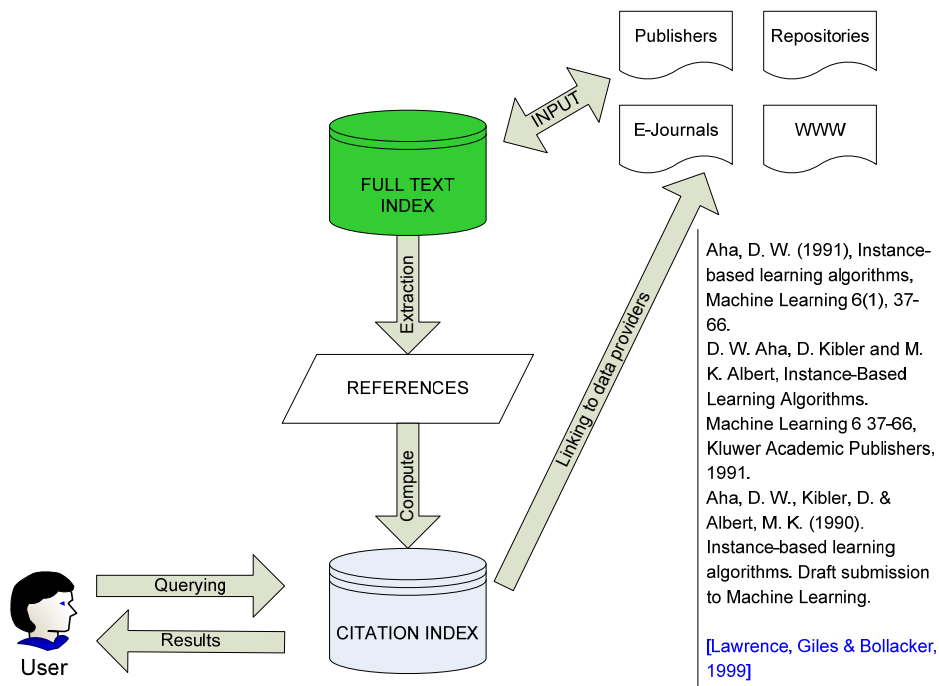 Publishers
Repositories
INPUT
E-Journals
WWW
FULL TEXT
INDEX
Extraction
REFERENCES
Compute
Linking to data providers
Querying
Results
User
CITATION INDEX
Aha, D. W. (1991), Instance-
based learning algorithms,
Machine Learning 6(1), 37-
66.
D. W. Aha, D. Kibler and M.
K. Albert, Instance-Based
Learning Algorithms.
Machine Learning 6 37-66,
Kluwer Academic Publishers,
1991.
Aha, D. W., Kibler, D. &
Albert, M. K. (1990).
Instance-based learning
algorithms. Draft submission
to Machine Learning.
[Lawrence, Giles & Bollacker,
1999]